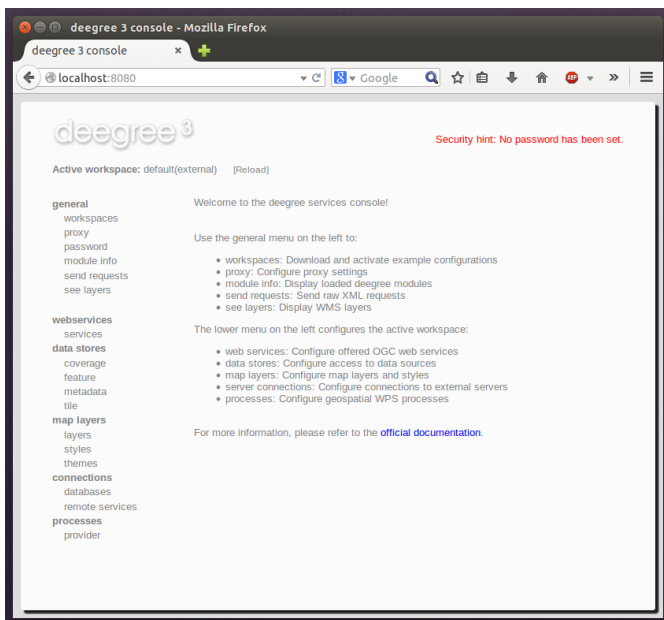 deegree 3 console - Mozilla Firefox
deegree 3 console
localhost:8080
Google
ABP
deegree 3
Security hint: No password has been set.
Active workspace: default(external) [Reload]
general
workspaces
proxy
password
module info
send requests
see layers
webservices
services
data stores
coverage
feature
metadata
tile
map layers
layers
styles
themes
connections
databases
remote services
processes
provider
Welcome to the deegree services console!
Use the general menu on the left to:
• workspaces: Download and activate example configurations
• proxy: Configure proxy settings
• module info: Display loaded deegree modules
• send requests: Send raw XML requests
• see layers: Display WMS layers
The lower menu on the left configures the active workspace:
• web services: Configure offered OGC web services
• data stores: Configure access to data sources
• map layers: Configure map layers and styles
• server connections: Configure connections to external servers
• processes: Configure geospatial WPS processes
For more information, please refer to the official documentation.